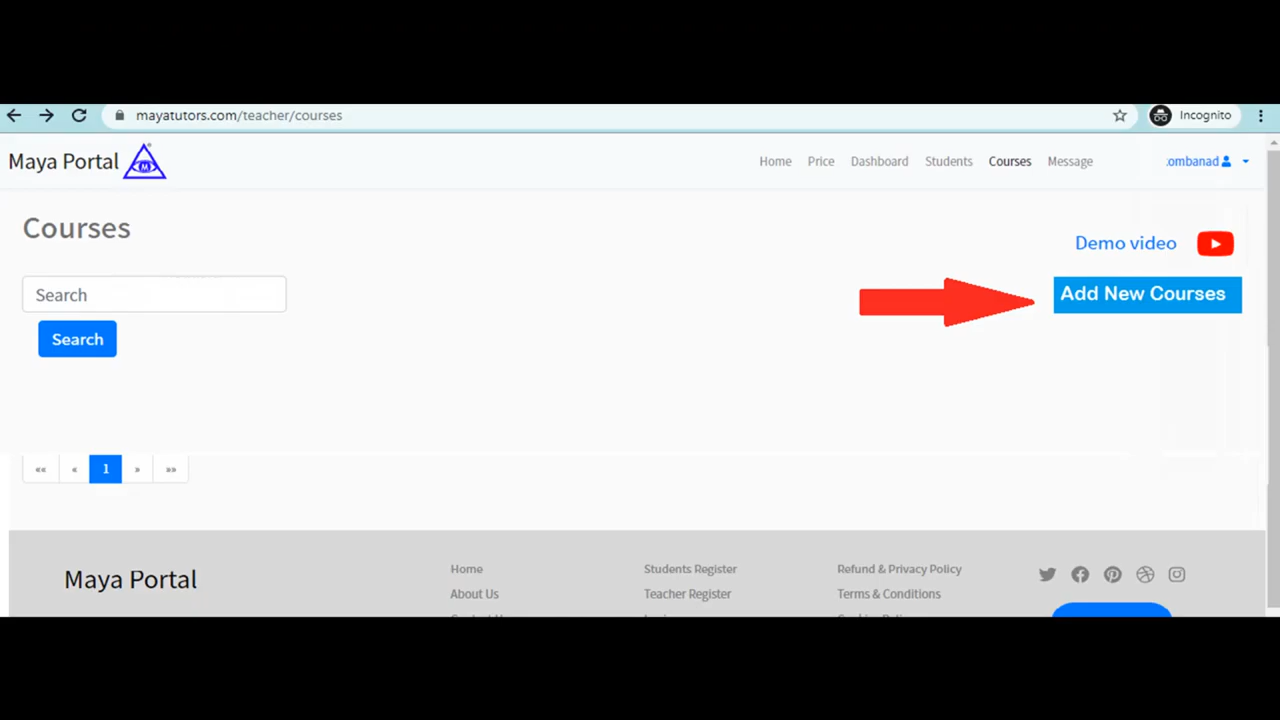 mayatutors.com/teacher/courses
Incognito
Maya Portal
M
Home Price Dashboard Students Courses Message
ombanad
Courses
Demo video
Search
Add New Courses
Search
«« « 1 » »»
Maya Portal
Home
About Us
Students Register
Teacher Register
Refund & Privacy Policy
Terms & Conditions